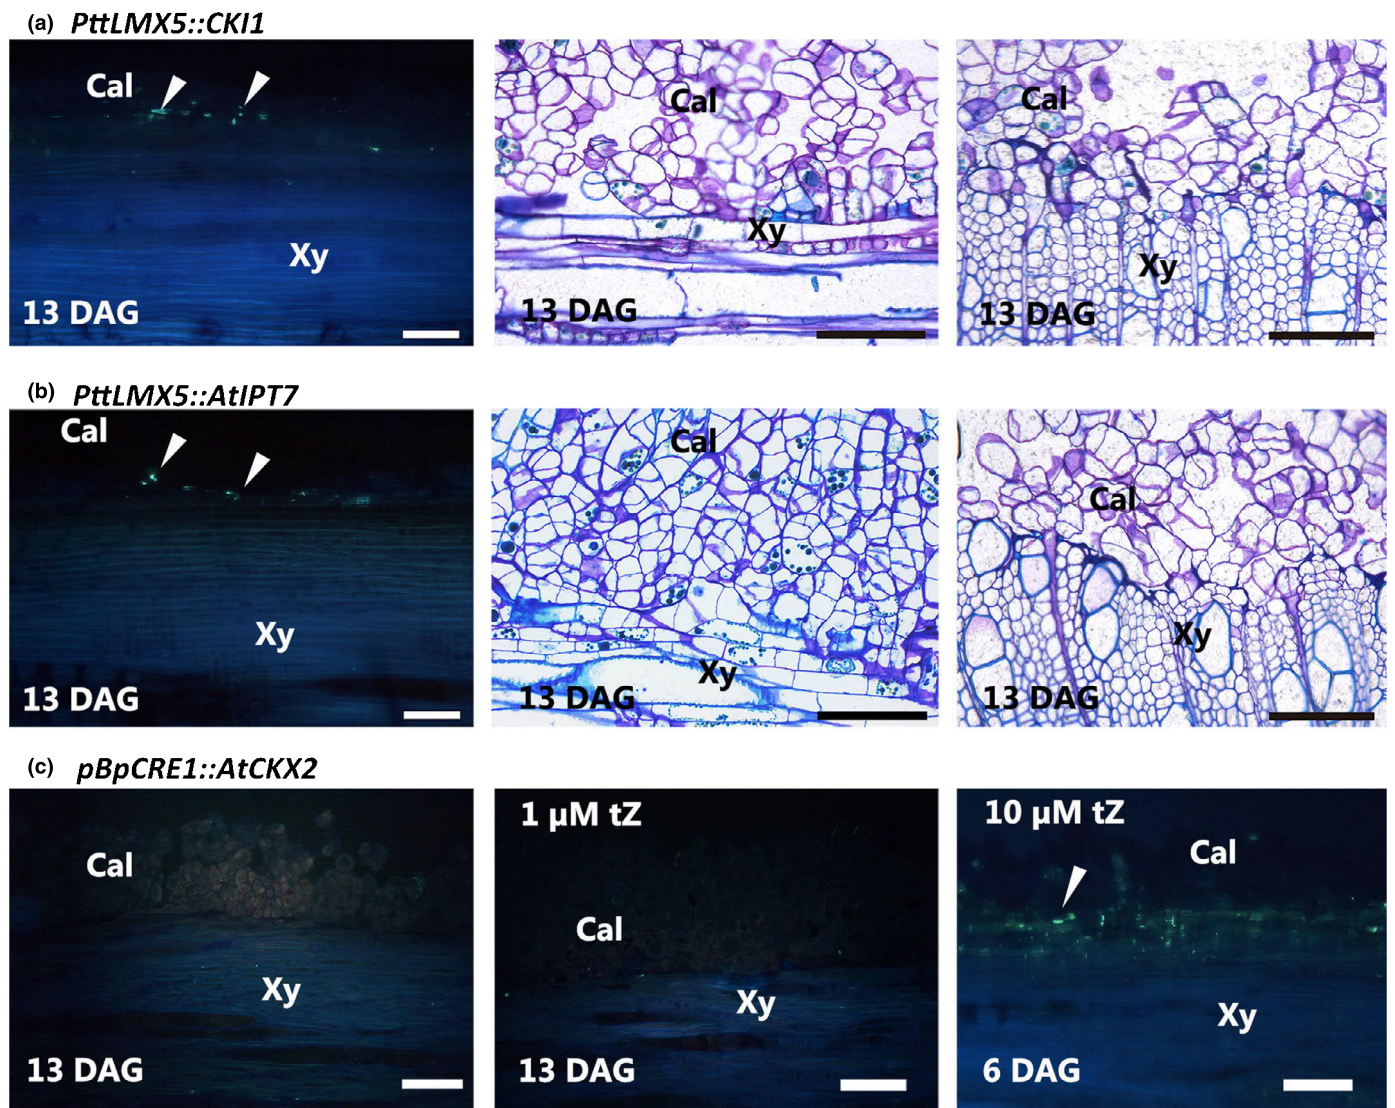 (a) PttLMX5::CKI1
Cal
Xy
13 DAG
Cal
Xy
13 DAG
Cal
Xy
13 DAG
(b) PttLMX5::AtIPT7
Cal
Xy
13 DAG
Cal
Xy
13 DAG
Cal
Xy
13 DAG
(c) pBpCRE1::AtCKX2
Cal
Xy
13 DAG
1 µM tZ
Cal
Xy
13 DAG
10 µM tZ
Cal
Xy
6 DAG